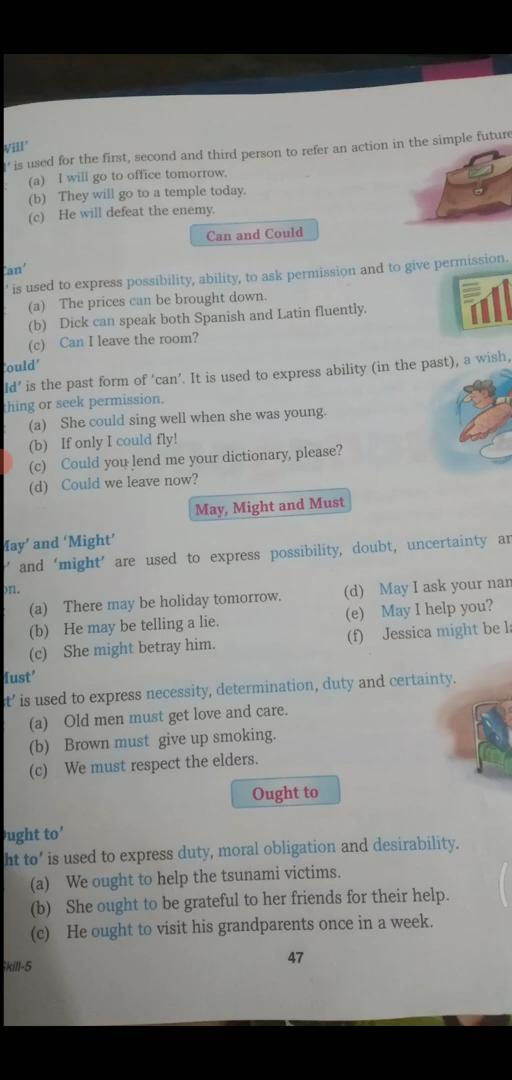 will'
' is used for the first, second and third person to refer an action in the simple future
(a) I will go to office tomorrow.
(b) They will go to a temple today.
(c) He will defeat the enemy.
Can and Could
Can'
' is used to express possibility, ability, to ask permission and to give permission.
(a) The prices can be brought down.
(b) Dick can speak both Spanish and Latin fluently.
(c) Can I leave the room?
Could'
ld' is the past form of 'can'. It is used to express ability (in the past), a wish,
thing or seek permission.
(a) She could sing well when she was young.
(b) If only I could fly!
(c) Could you lend me your dictionary, please?
(d) Could we leave now?
May, Might and Must
May' and 'Might'
' and 'might' are used to express possibility, doubt, uncertainty
on.
(a) There may be holiday tomorrow.
(b) He may be telling a lie.
(c) She might betray him.
(d) May I ask your nam
(e) May I help you?
(f) Jessica might be la
Must'
st' is used to express necessity, determination, duty and certainty.
(a) Old men must get love and care.
(b) Brown must give up smoking.
(c) We must respect the elders.
Ought to
Ought to'
ht to' is used to express duty, moral obligation and desirability.
(a) We ought to help the tsunami victims.
(b) She ought to be grateful to her friends for their help.
(c) He ought to visit his grandparents once in a week.
Skill-5
47